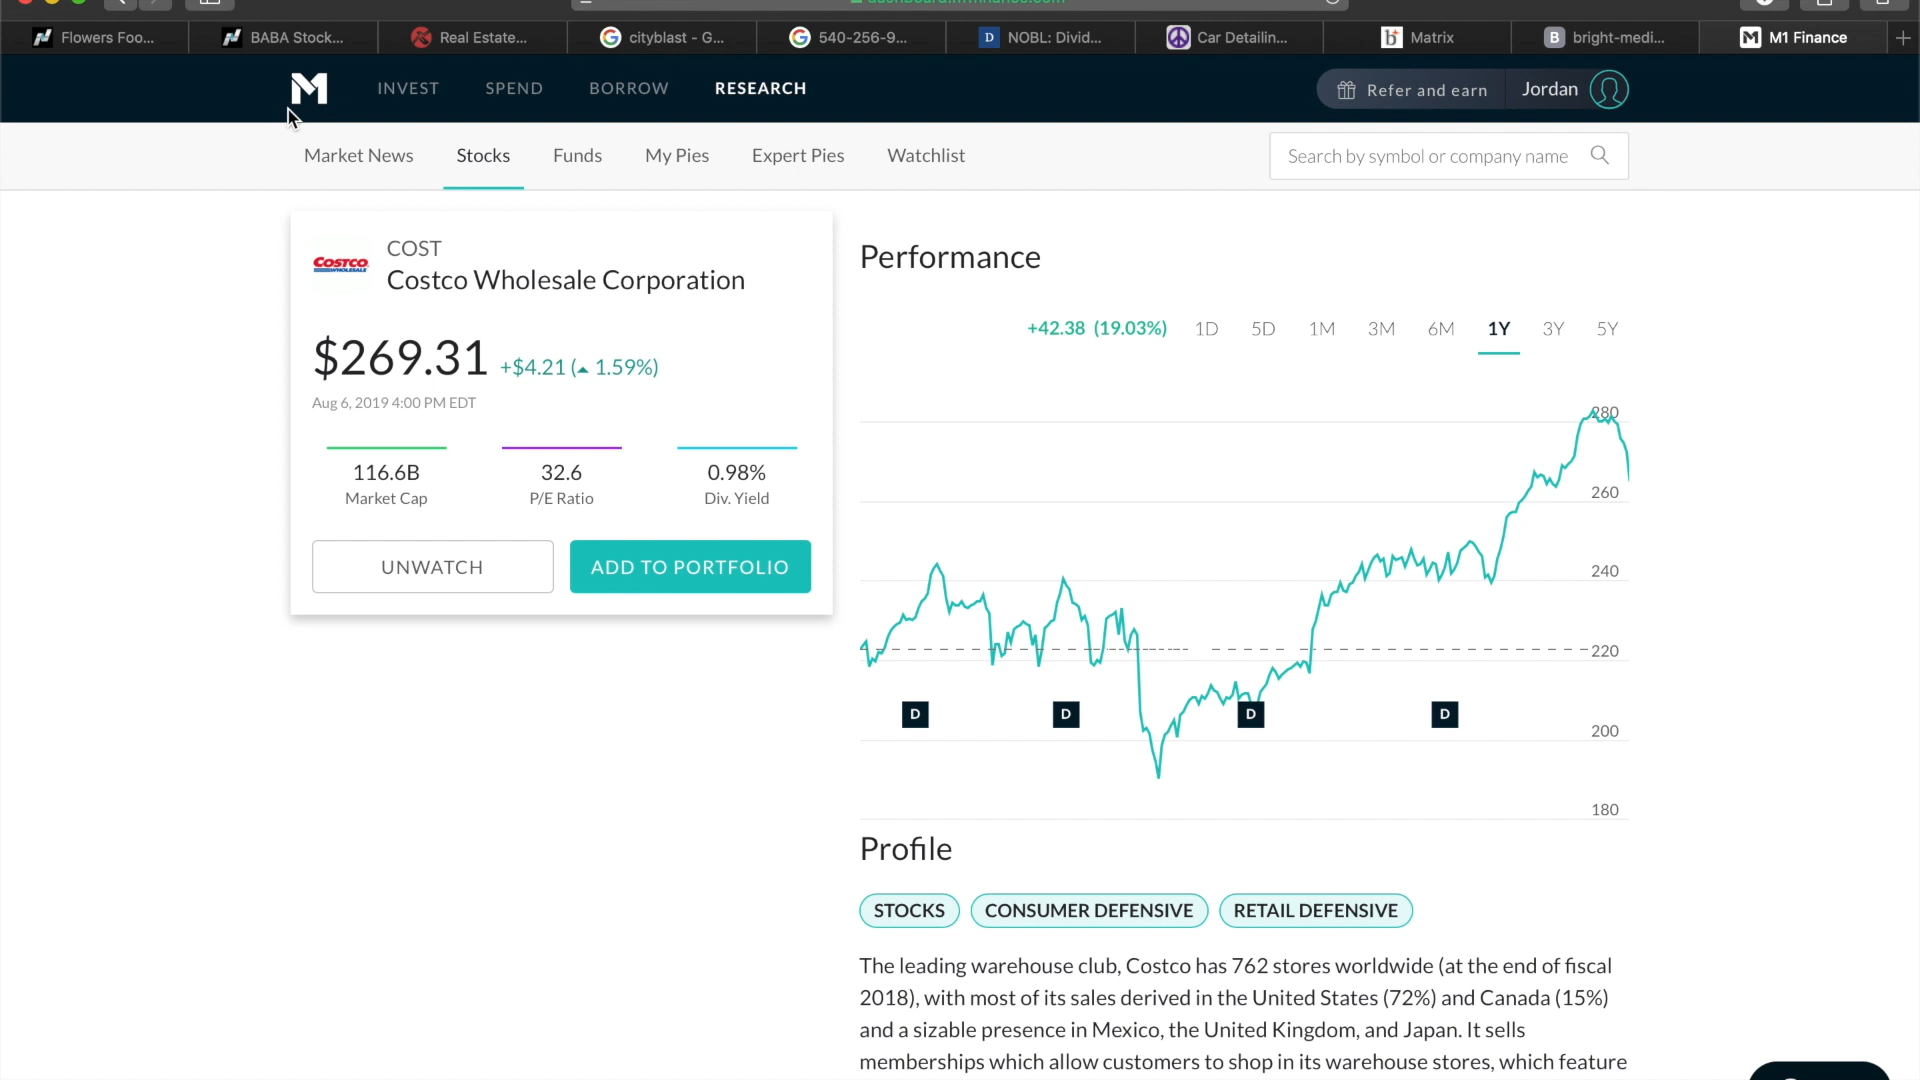 Flowers Foo...
BABA Stock...
Real Estate...
cityblast - G...
540-256-9...
D
NOBL: Divid...
Car Detailin...
Matrix
B
bright-medi...
M1 Finance
INVEST
SPEND
BORROW
RESEARCH
Refer and earn
Jordan
Market News
Stocks
Funds
My Pies
Expert Pies
Watchlist
Search by symbol or company name
COSTCO
WHOLESALE
COST
Costco Wholesale Corporation
$269.31 +$4.21 (▲ 1.59%)
Aug 6, 2019 4:00 PM EDT
116.6B
Market Cap
32.6
P/E Ratio
0.98%
Div. Yield
UNWATCH
ADD TO PORTFOLIO
Performance
+42.38 (19.03%) 1D 5D 1M 3M 6M 1Y 3Y 5Y
280
260
240
220
D D D D
200
180
Profile
STOCKS
CONSUMER DEFENSIVE
RETAIL DEFENSIVE
The leading warehouse club, Costco has 762 stores worldwide (at the end of fiscal
2018), with most of its sales derived in the United States (72%) and Canada (15%)
and a sizable presence in Mexico, the United Kingdom, and Japan. It sells
memberships which allow customers to shop in its warehouse stores, which feature